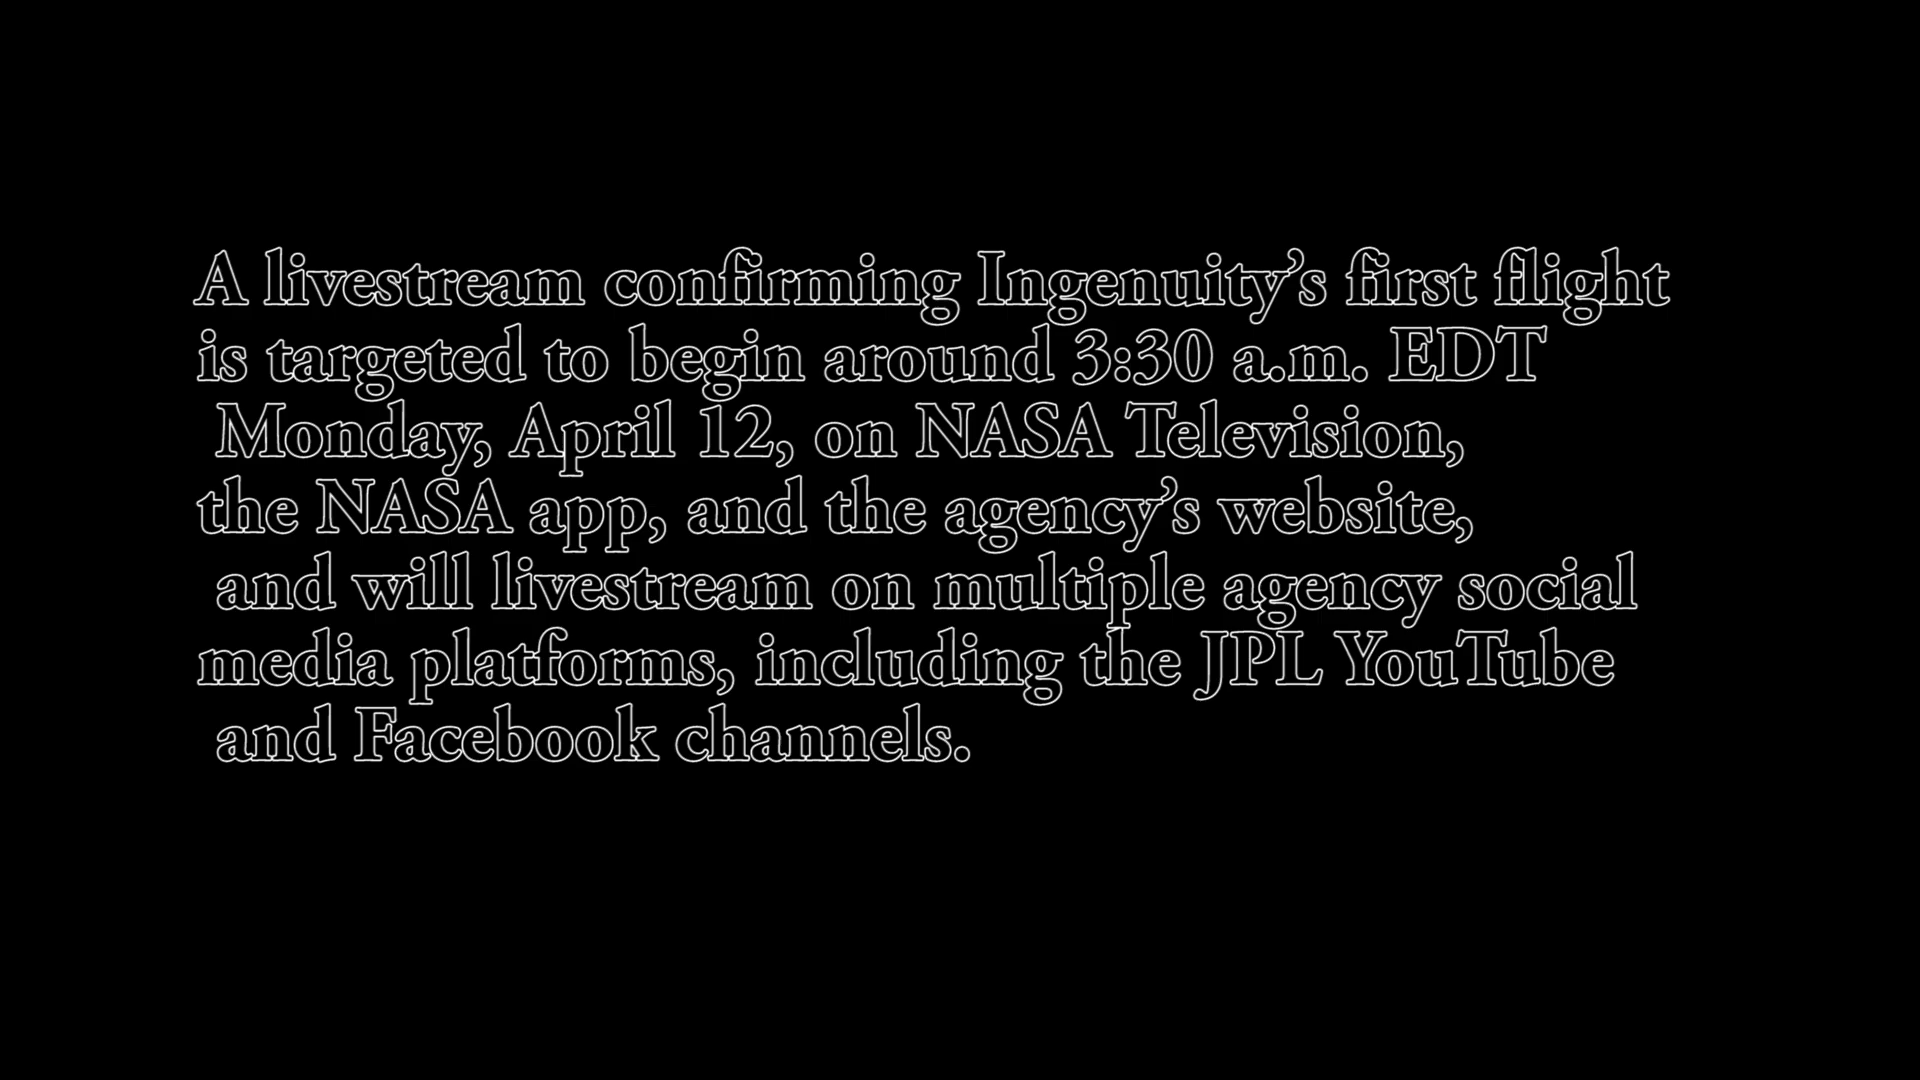 A livestream confirming Ingenuity’s first flight
is targeted to begin around 3:30 a.m. EDT
Monday, April 12, on NASA Television,
the NASA app, and the agency’s website,
and will livestream on multiple agency social
media platforms, including the JPL YouTube
and Facebook channels.